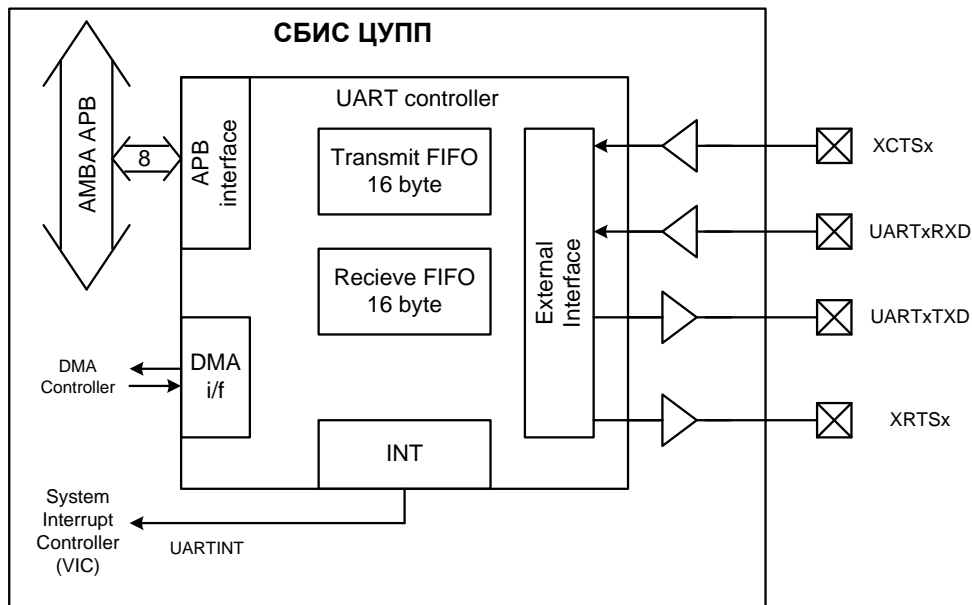 СБИС ЦУПП
UART controller
AMBA APB
8
APB
interface
Transmit FIFO
16 byte
Recieve FIFO
16 byte
External
Interface
XCTSx
UARTxRXD
UARTxTXD
XRTSx
DMA
Controller
DMA
i/f
INT
System
Interrupt
Controller
(VIC)
UARTINT